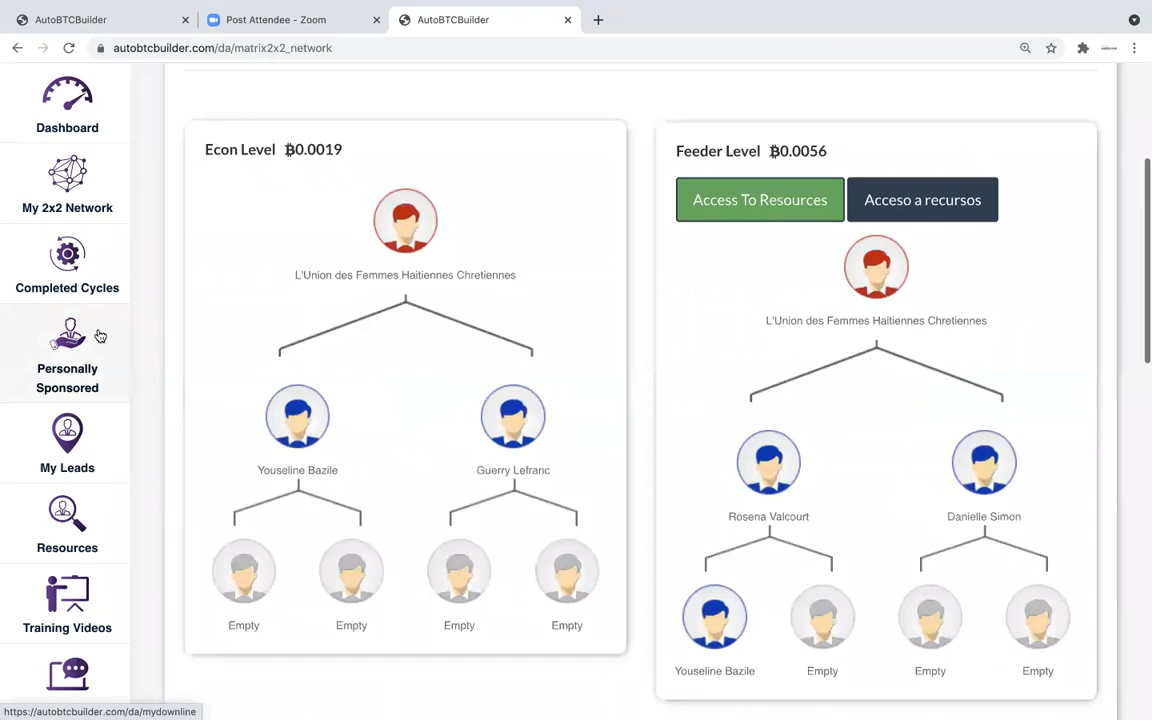 AutoBTCBuilder
Post Attendee - Zoom
AutoBTCBuilder
autobtcbuilder.com/da/matrix2x2_network
Dashboard
My 2x2 Network
Completed Cycles
Personally
Sponsored
My Leads
Resources
Training Videos
https://autobtcbuilder.com/da/mydownline
Econ Level ₿0.0019
L'Union des Femmes Haitiennes Chretiennes
Youseline Bazile
Guerry Lefranc
Empty
Empty
Empty
Empty
Feeder Level ₿0.0056
Access To Resources
Acceso a recursos
L'Union des Femmes Haitiennes Chretiennes
Rosena Valcourt
Danielle Simon
Youseline Bazile
Empty
Empty
Empty